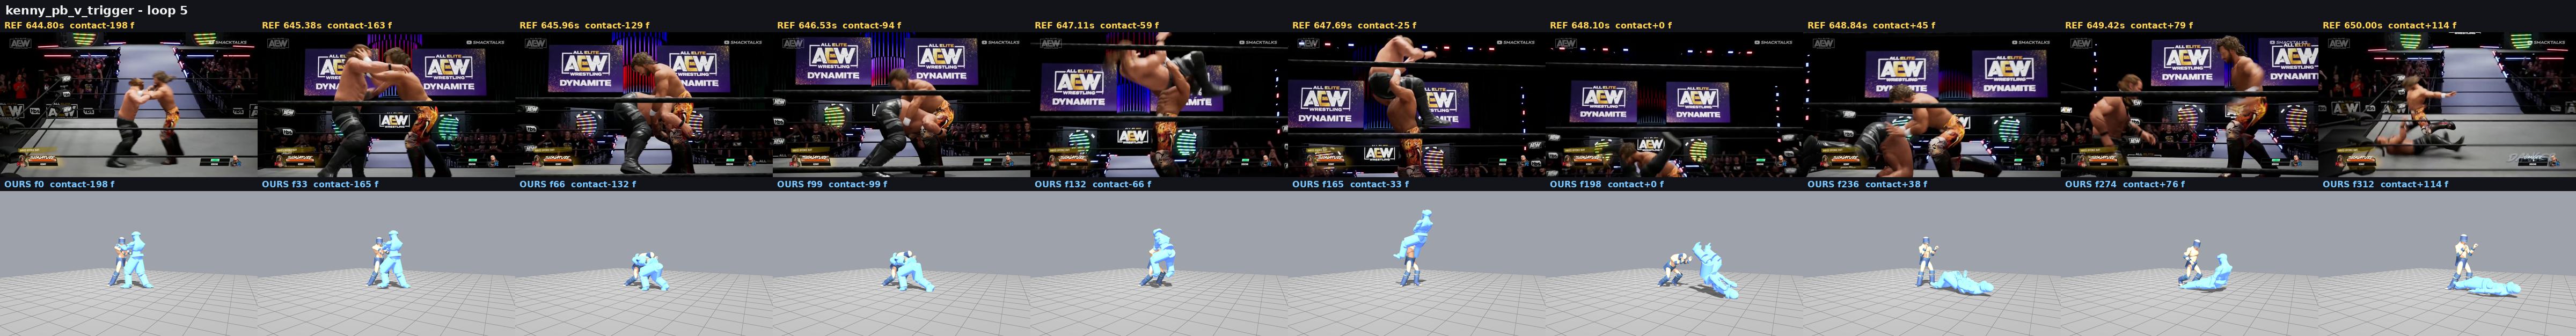 kenny_pb_v_trigger - loop 5
REF 644.80s contact-198 f
REF 645.38s contact-163 f
REF 645.96s contact-129 f
REF 646.53s contact-94 f
REF 647.11s contact-59 f
REF 647.69s contact-25 f
REF 648.10s contact+0 f
REF 648.84s contact+45 f
REF 649.42s contact+79 f
REF 650.00s contact+114 f
AEW
SMACKTALKS
ALL ELITE
AEW
WRESTLING
DYNAMITE
SIGNATURE
OURS f0 contact-198 f
OURS f33 contact-165 f
OURS f66 contact-132 f
OURS f99 contact-99 f
OURS f132 contact-66 f
OURS f165 contact-33 f
OURS f198 contact+0 f
OURS f236 contact+38 f
OURS f274 contact+76 f
OURS f312 contact+114 f